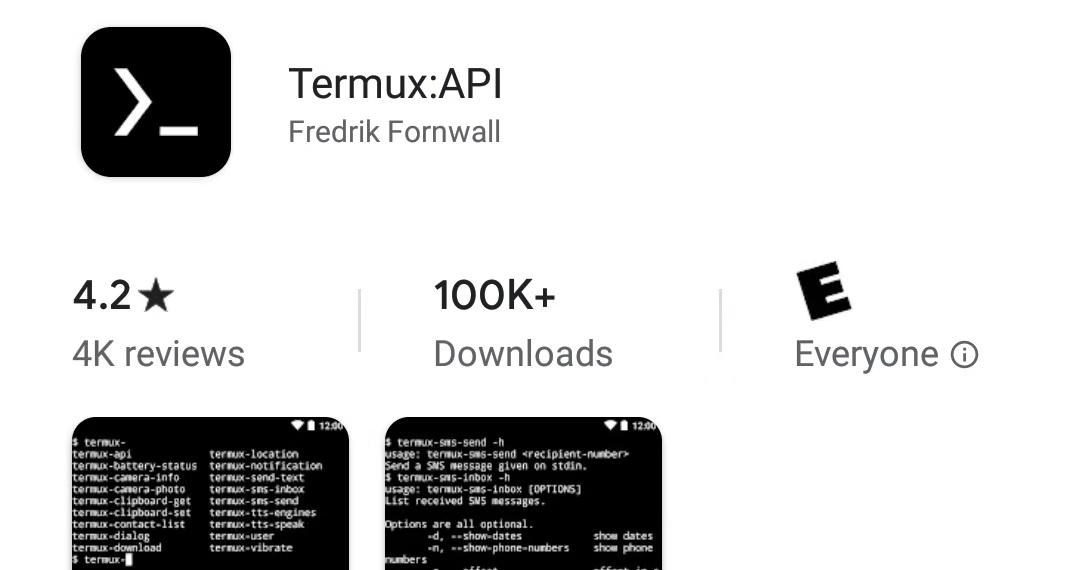 Termux:API
Fredrik Fornwall
4.2★
4K reviews
100K+
Downloads
E
Everyone
12:00
$ termux-
termux-api termux-location
termux-battery-status termux-notification
termux-camera-info termux-send-text
termux-camera-photo termux-sms-inbox
termux-clipboard-get termux-sms-send
termux-clipboard-set termux-tts-engines
termux-contact-list termux-tts-speak
termux-dialog termux-user
termux-download termux-vibrate
$ termux-
12:00
$ termux-sms-send -h
usage: termux-sms-send <recipient-number>
Send a SMS message given on stdin.
$ termux-sms-inbox -h
usage: termux-sms-inbox [OPTIONS]
List received SMS messages.
Options are all optional.
-d, --show-dates show dates
-n, --show-phone-numbers show phone
numbers